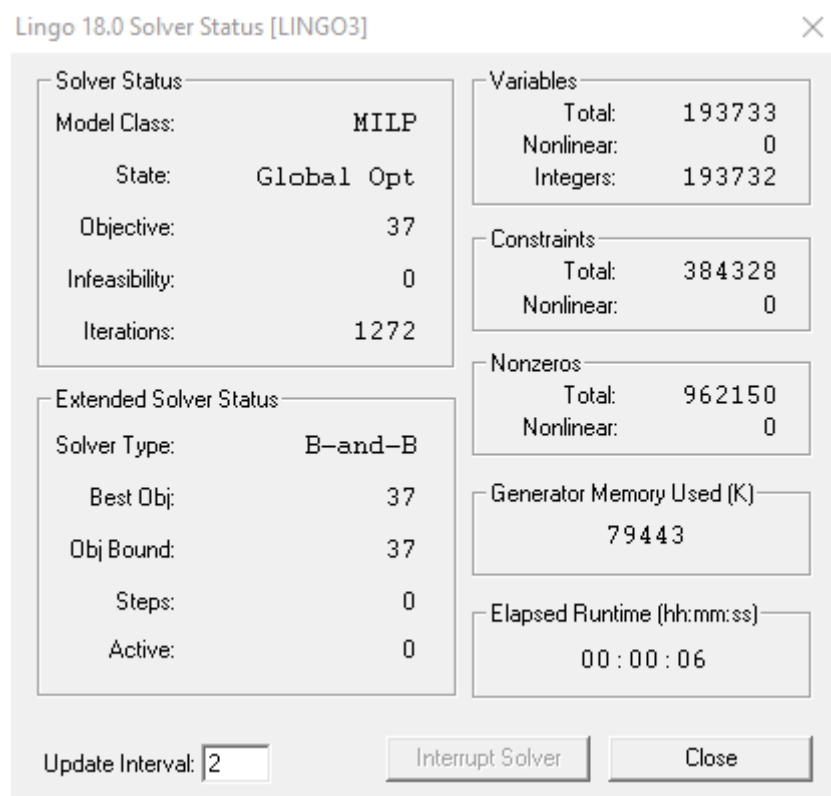 Lingo 18.0 Solver Status [LINGO3]
Solver Status
Model Class: MILP
State: Global Opt
Objective: 37
Infeasibility: 0
Iterations: 1272
Extended Solver Status
Solver Type: B-and-B
Best Obj: 37
Obj Bound: 37
Steps: 0
Active: 0
Variables
Total: 193733
Nonlinear: 0
Integers: 193732
Constraints
Total: 384328
Nonlinear: 0
Nonzeros
Total: 962150
Nonlinear: 0
Generator Memory Used (K)
79443
Elapsed Runtime (hh:mm:ss)
00:00:06
Update Interval: 2
Interrupt Solver
Close